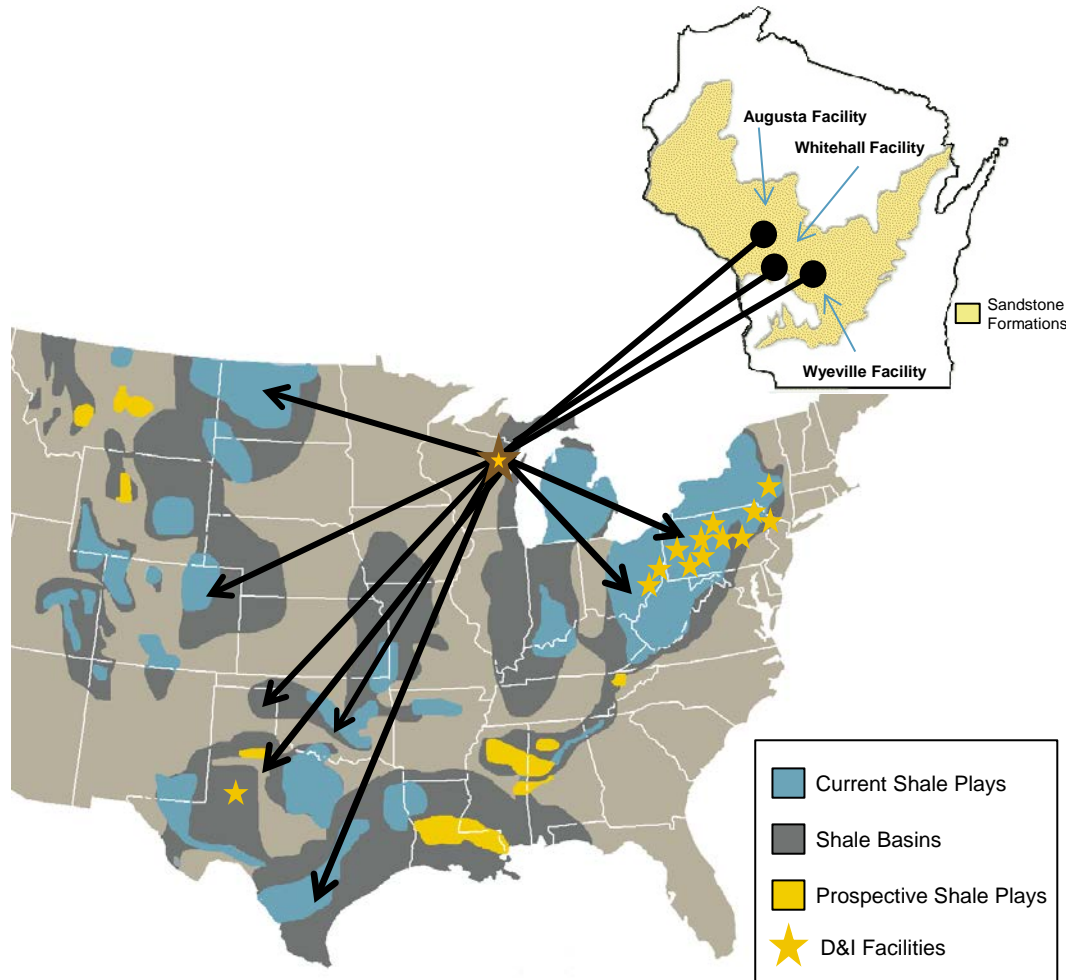 Augusta Facility
Whitehall Facility
Sandstone
Formations
Wyeville Facility
Current Shale Plays
Shale Basins
Prospective Shale Plays
D&I Facilities